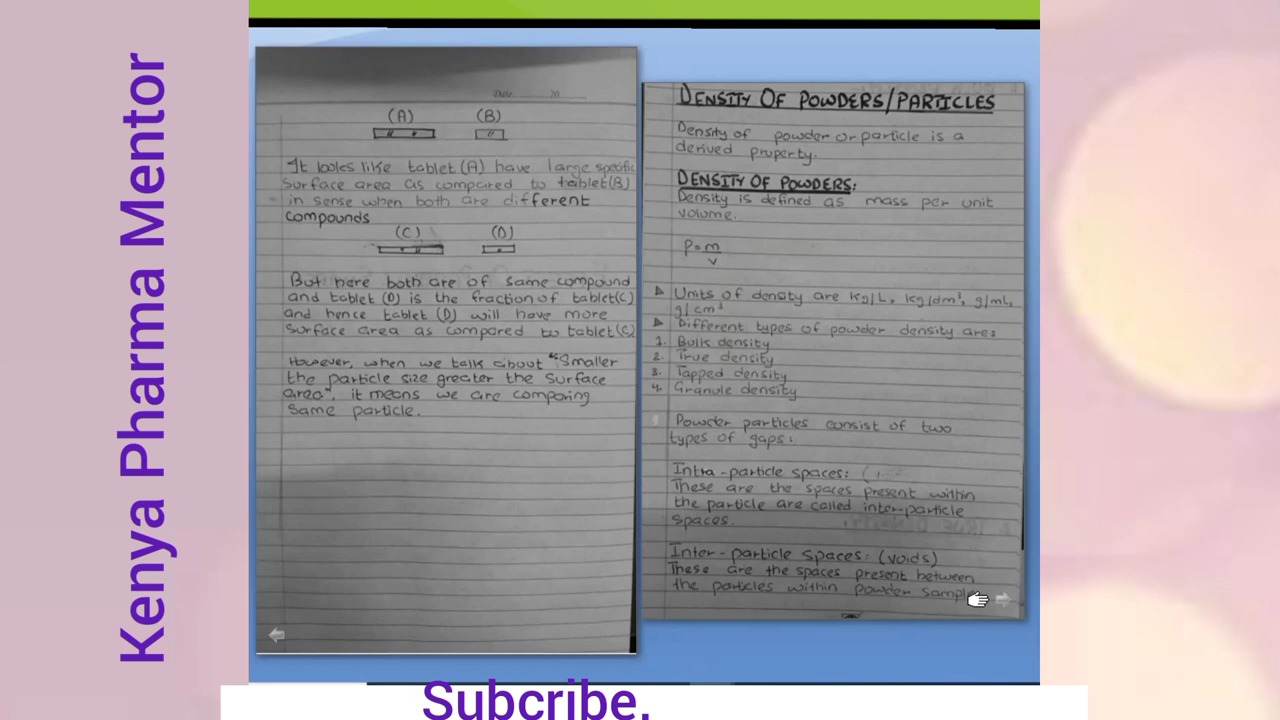 Kenya Pharma Mentor
Date 20
(A) (B)
It looks like tablet (A) have large specific
surface area as compared to tablet (B)
in sense when both are different
compounds
(C) (D)
But here both are of same compound
and tablet (D) is the fraction of tablet (C)
and hence tablet (D) will have more
surface area as compared to tablet (C)
However, when we talk about "Smaller
the particle size greater the surface
area", it means we are comparing
same particle.
DENSITY OF POWDERS/PARTICLES
Density of powder or particle is a
derived property.
DENSITY OF POWDERS:
Density is defined as mass per unit
volume.
P = m
v
Units of density are kg/L, kg/dm³, g/mL,
g/cm³
Different types of powder density are:
1. Bulk density
2. True density
3. Tapped density
4. Granule density
Powder particles consist of two
types of gaps:
Intra-particle spaces:
These are the spaces present within
the particle are called inter-particle
spaces.
Inter-particle spaces: (voids)
These are the spaces present between
the particles within powder sampl
Subcribe.